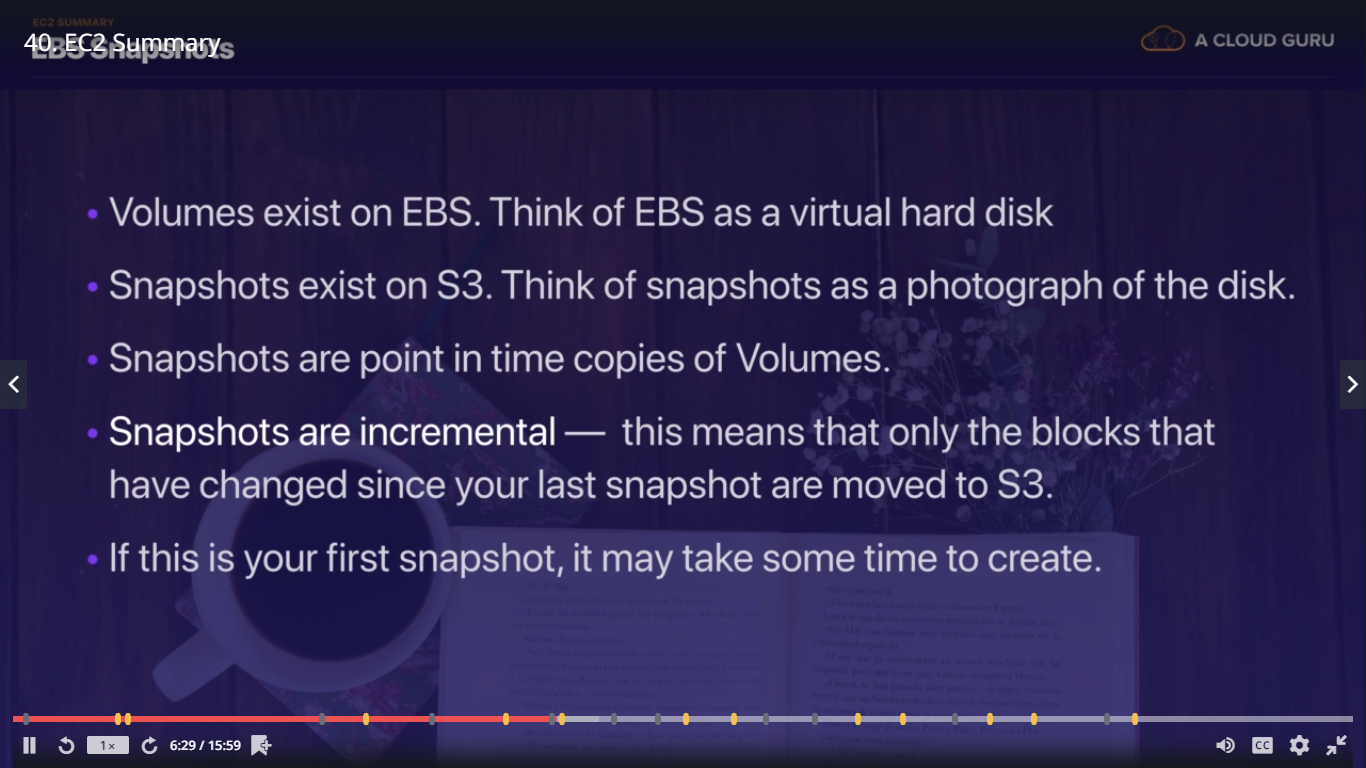 EC2 SUMMARY
40. EC2 Summary
EBS Snapshots
A CLOUD GURU
• Volumes exist on EBS. Think of EBS as a virtual hard disk
• Snapshots exist on S3. Think of snapshots as a photograph of the disk.
• Snapshots are point in time copies of Volumes.
• Snapshots are incremental — this means that only the blocks that
have changed since your last snapshot are moved to S3.
• If this is your first snapshot, it may take some time to create.
1×
6:29 / 15:59
CC